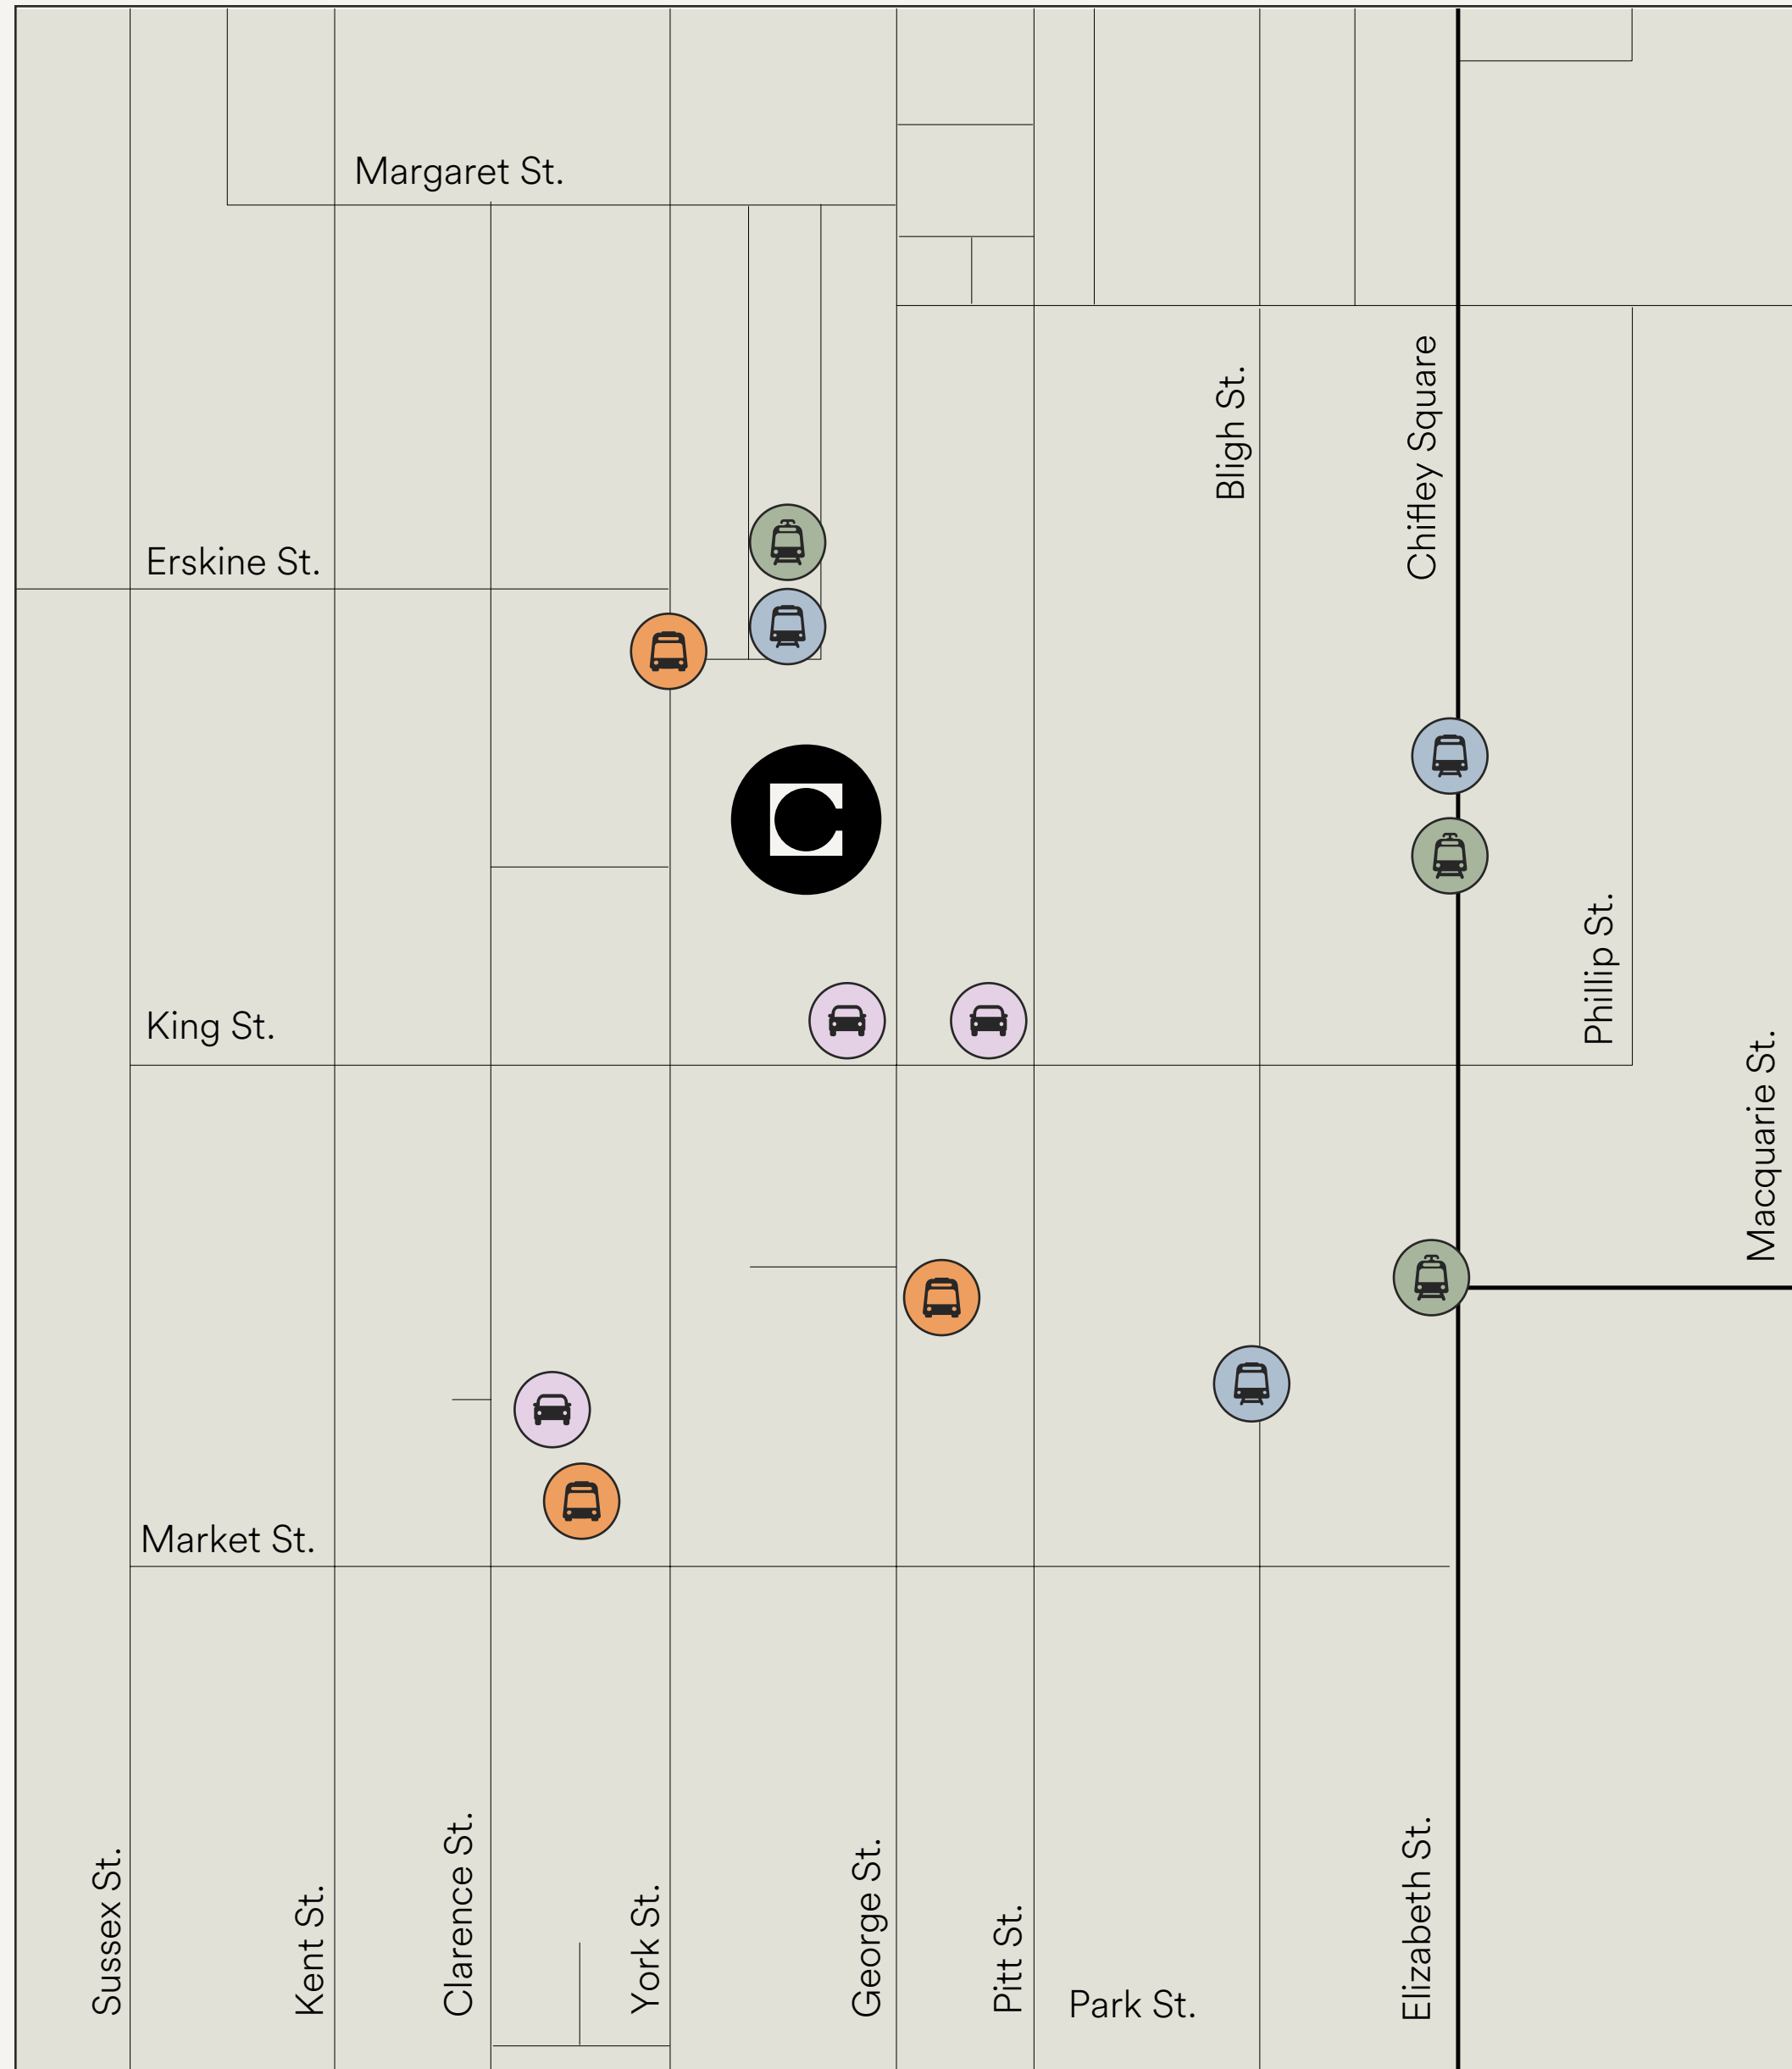 Margaret St.
Bligh St.
Chifley Square
Erskine St.
Phillip St.
King St.
Macquarie St.
Market St.
Sussex St.
Kent St.
Clarence St.
York St.
George St.
Pitt St.
Park St.
Elizabeth St.
C